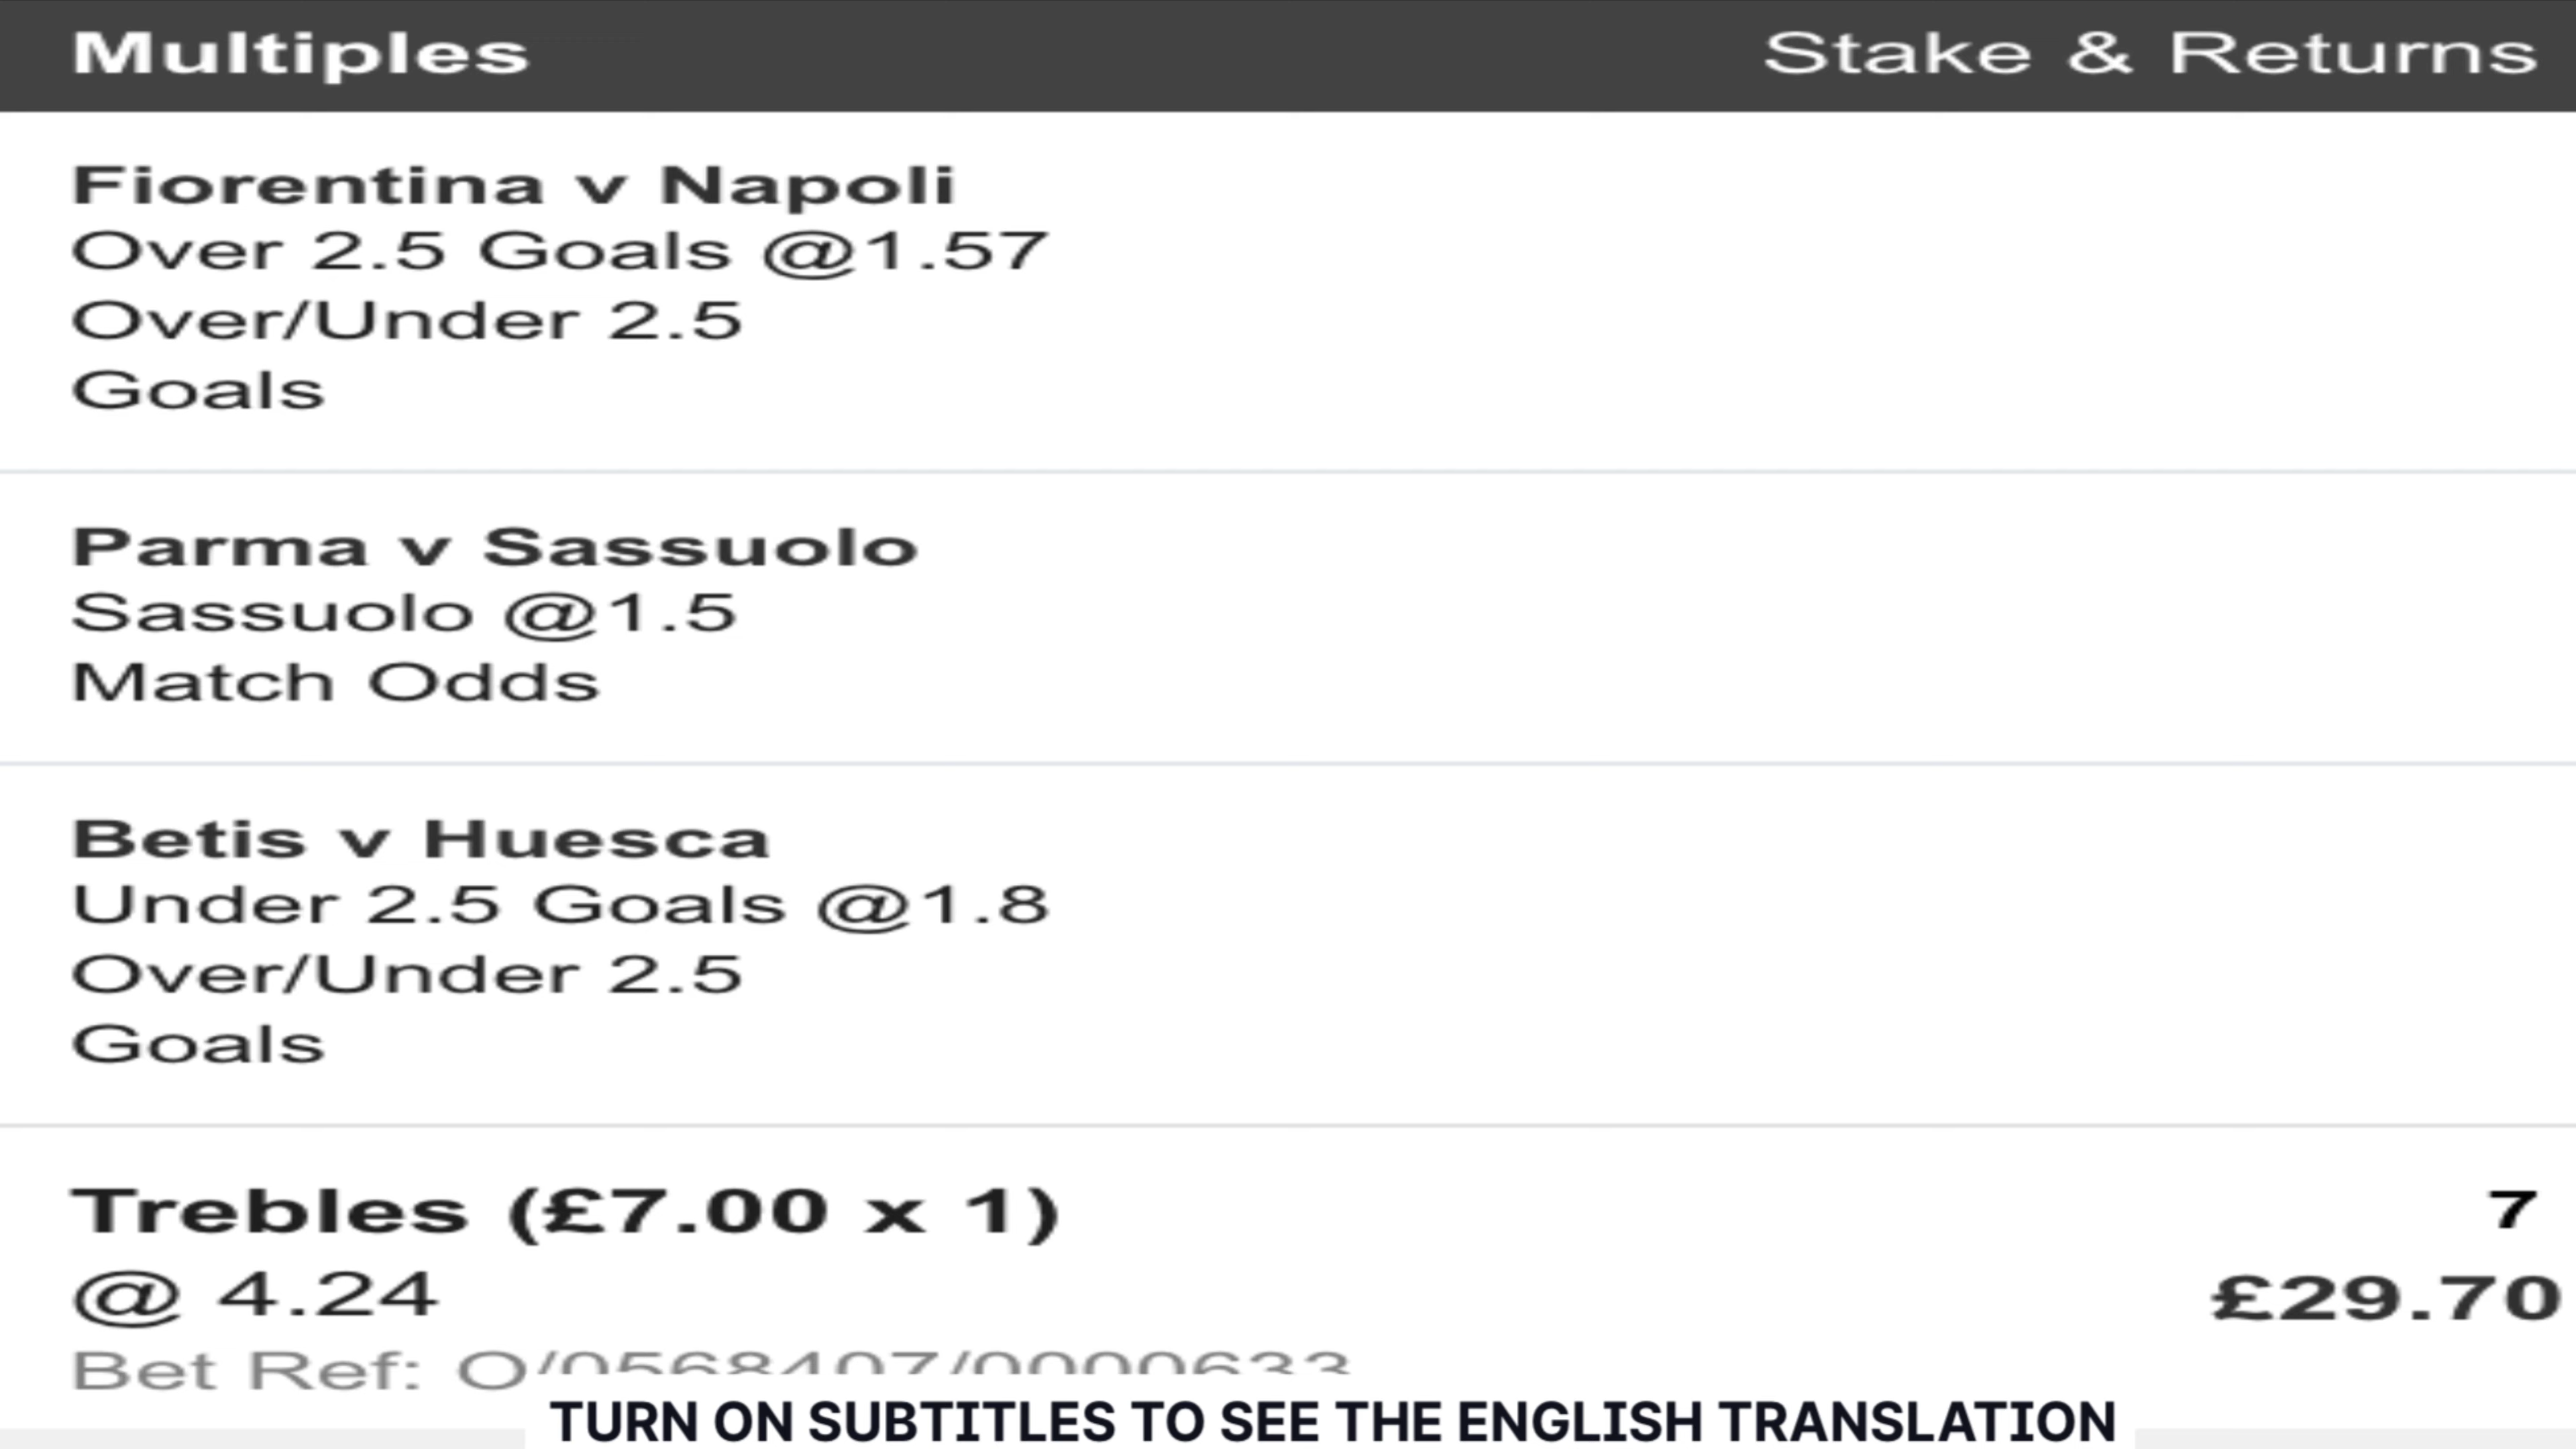 Multiples
Stake & Returns
Fiorentina v Napoli
Over 2.5 Goals @1.57
Over/Under 2.5
Goals
Parma v Sassuolo
Sassuolo @1.5
Match Odds
Betis v Huesca
Under 2.5 Goals @1.8
Over/Under 2.5
Goals
Trebles (£7.00 x 1)
7
@ 4.24
£29.70
Bet Ref: O/0568407/0000633
TURN ON SUBTITLES TO SEE THE ENGLISH TRANSLATION